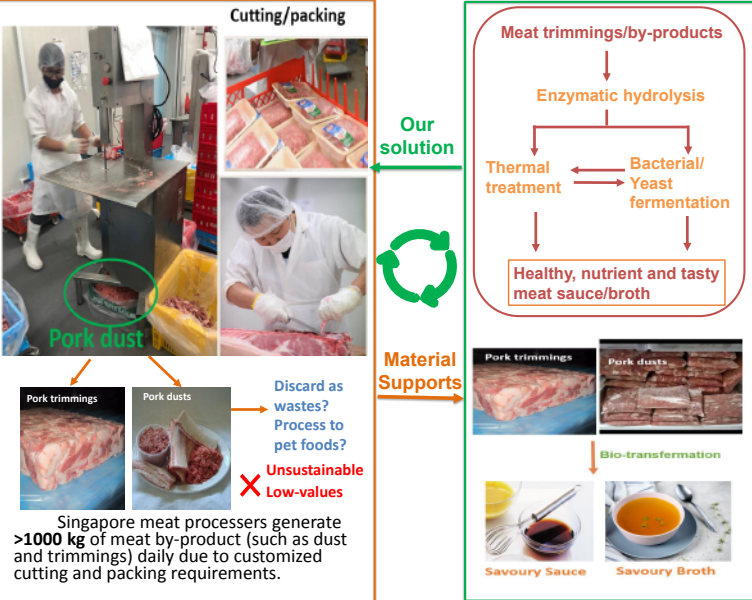 Cutting/packing
Pork dust
Pork trimmings
Pork dusts
Discard as
wastes?
Process to
pet foods?
Unsustainable
Low-values
Singapore meat processers generate
>1000 kg of meat by-product (such as dust
and trimmings) daily due to customized
cutting and packing requirements.
Our
solution
Material
Supports
Meat trimmings/by-products
Enzymatic hydrolysis
Thermal
treatment
Bacterial/
Yeast
fermentation
Healthy, nutrient and tasty
meat sauce/broth
Pork trimmings
Pork dusts
Bio-transfermation
Savoury Sauce
Savoury Broth